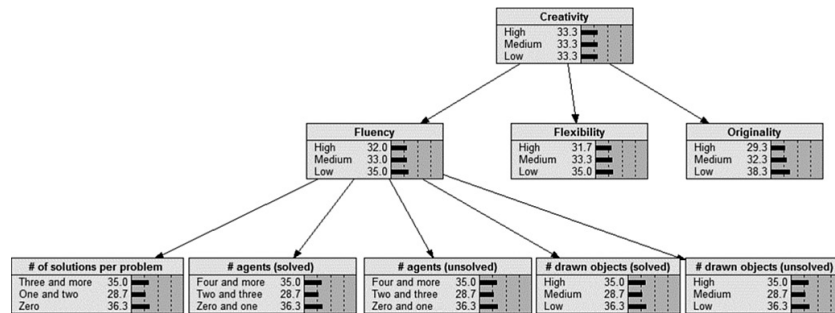 Creativity
High 33.3
Medium 33.3
Low 33.3
Fluency
High 32.0
Medium 33.0
Low 35.0
Flexibility
High 31.7
Medium 33.3
Low 35.0
Originality
High 29.3
Medium 32.3
Low 38.3
# of solutions per problem
Three and more 35.0
One and two 28.7
Zero 36.3
# agents (solved)
Four and more 35.0
Two and three 28.7
Zero and one 36.3
# agents (unsolved)
Four and more 35.0
Two and three 28.7
Zero and one 36.3
# drawn objects (solved)
High 35.0
Medium 28.7
Low 36.3
# drawn objects (unsolved)
High 35.0
Medium 28.7
Low 36.3